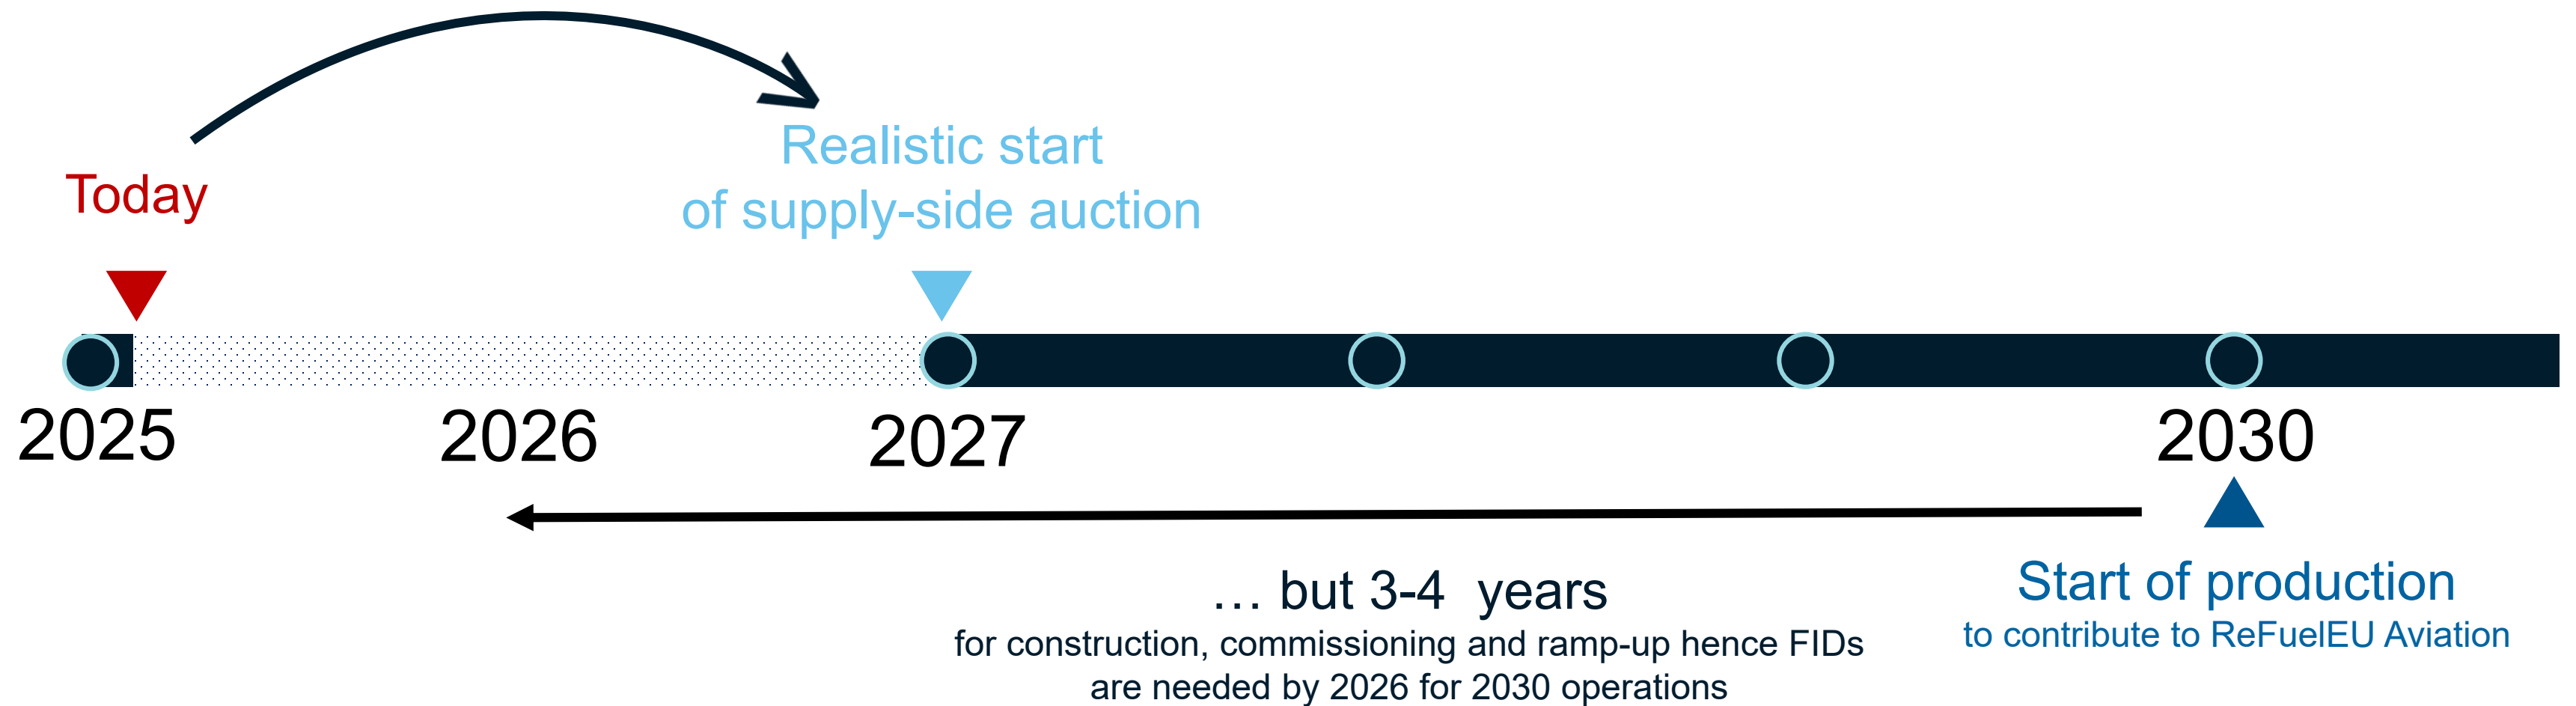 Today
Realistic start
of supply-side auction
2025
2026
2027
2030
… but 3-4  years
for construction, commissioning and ramp-up hence FIDs
are needed by 2026 for 2030 operations
Start of production
to contribute to ReFuelEU Aviation